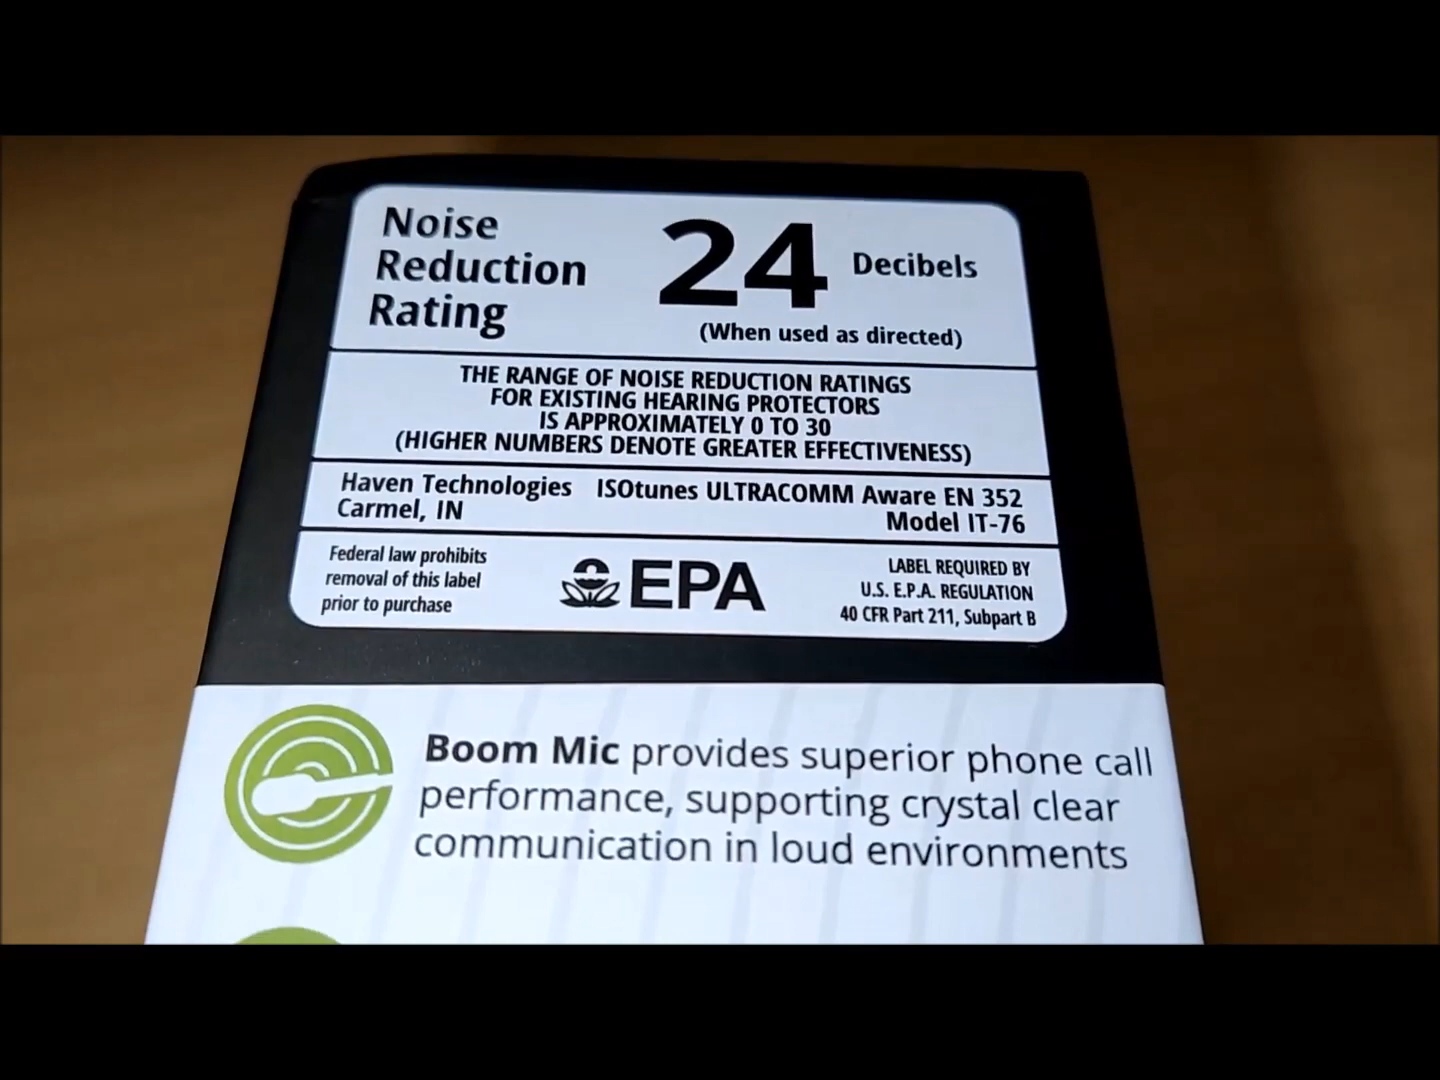 Noise
Reduction
Rating
24 Decibels
(When used as directed)
THE RANGE OF NOISE REDUCTION RATINGS
FOR EXISTING HEARING PROTECTORS
IS APPROXIMATELY 0 TO 30
(HIGHER NUMBERS DENOTE GREATER EFFECTIVENESS)
Haven Technologies
Carmel, IN
ISOtunes ULTRACOMM Aware EN 352
Model IT-76
Federal law prohibits
removal of this label
prior to purchase
EPA
LABEL REQUIRED BY
U.S. E.P.A. REGULATION
40 CFR Part 211, Subpart B
Boom Mic provides superior phone call
performance, supporting crystal clear
communication in loud environments